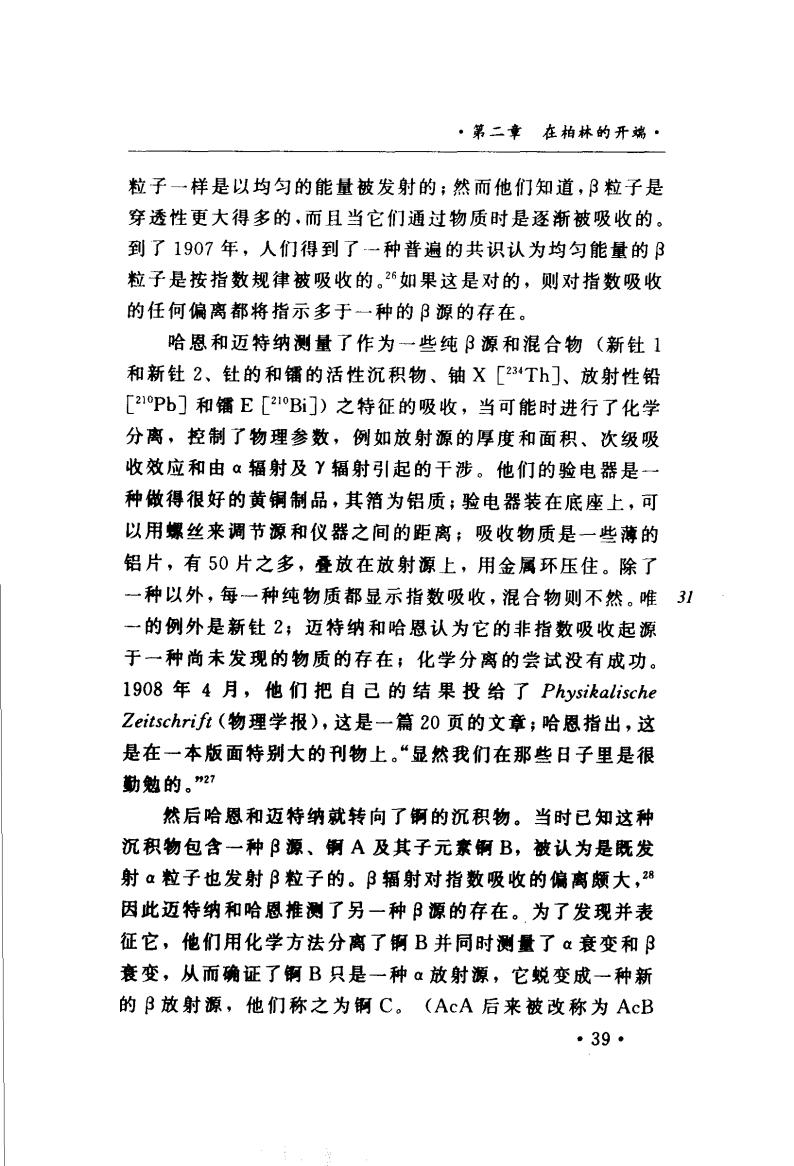 ·第二章 在柏林的开端·
粒子一样是以均匀的能量被发射的；然而他们知道，β粒子是
穿透性更大得多的，而且当它们通过物质时是逐渐被吸收的。
到了1907年，人们得到了一种普遍的共识认为均匀能量的β
粒子是按指数规律被吸收的。²⁶如果这是对的，则对指数吸收
的任何偏离都将指示多于一种的β源的存在。
哈恩和迈特纳测量了作为一些纯β源和混合物（新钍1
和新钍2、钍的和镭的活性沉积物、铀X［²³⁴Th］、放射性铅
［²¹⁰Pb］和镭E［²¹⁰Bi］）之特征的吸收，当可能时进行了化学
分离，控制了物理参数，例如放射源的厚度和面积、次级吸
收效应和由α辐射及γ辐射引起的干涉。他们的验电器是一
种做得很好的黄铜制品，其箔为铝质；验电器装在底座上，可
以用螺丝来调节源和仪器之间的距离；吸收物质是一些薄的
铝片，有50片之多，叠放在放射源上，用金属环压住。除了
一种以外，每一种纯物质都显示指数吸收，混合物则不然。唯 31
一的例外是新钍2；迈特纳和哈恩认为它的非指数吸收起源
于一种尚未发现的物质的存在；化学分离的尝试没有成功。
1908年4月，他们把自己的结果投给了 Physikalische
Zeitschrift（物理学报），这是一篇20页的文章；哈恩指出，这
是在一本版面特别大的刊物上。“显然我们在那些日子里是很
勤勉的。”²⁷
然后哈恩和迈特纳就转向了锕的沉积物。当时已知这种
沉积物包含一种β源、锕A及其子元素锕B，被认为是既发
射α粒子也发射β粒子的。β辐射对指数吸收的偏离颇大，²⁸
因此迈特纳和哈恩推测了另一种β源的存在。为了发现并表
征它，他们用化学方法分离了锕B并同时测量了α衰变和β
衰变，从而确证了锕B只是一种α放射源，它蜕变成一种新
的β放射源，他们称之为锕C。（AcA后来被改称为AcB
·39·